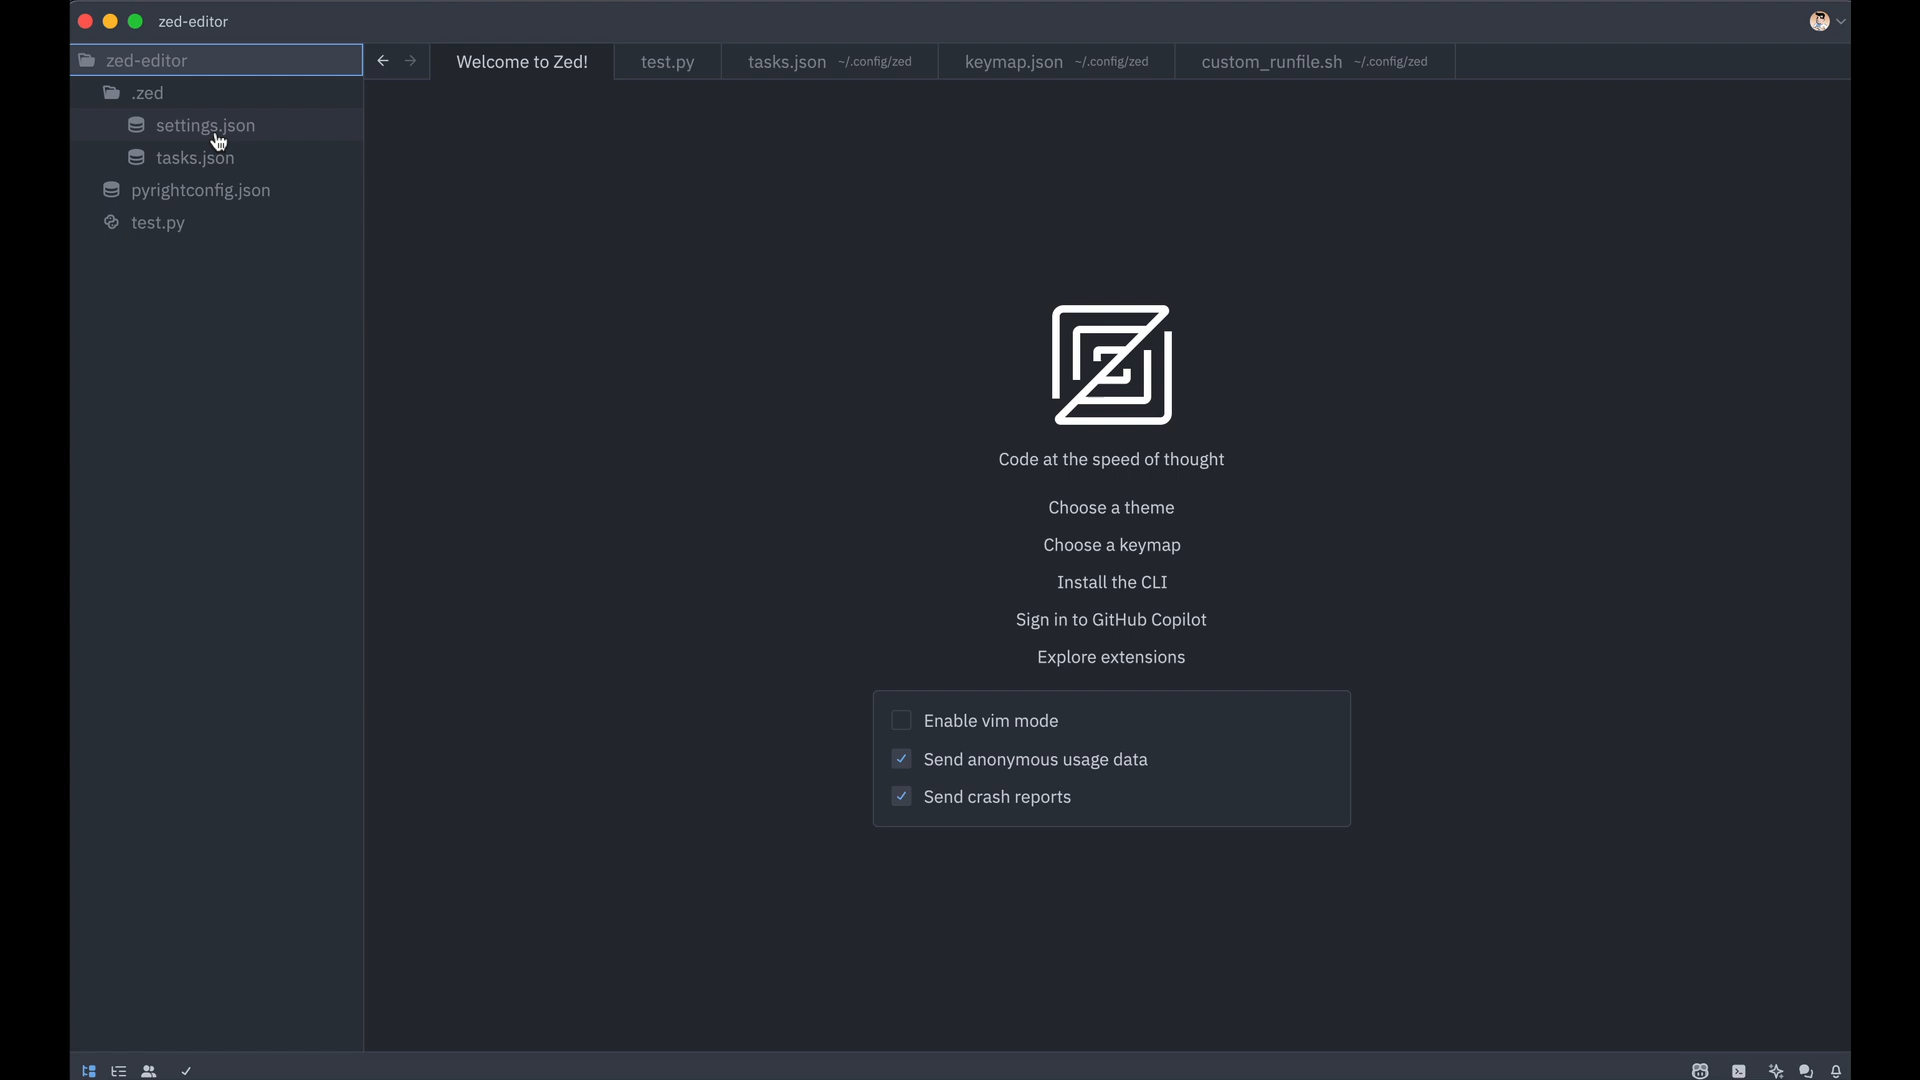 zed-editor
zed-editor
.zed
settings.json
tasks.json
pyrightconfig.json
test.py
Welcome to Zed!
test.py
tasks.json ~/.config/zed
keymap.json ~/.config/zed
custom_runfile.sh ~/.config/zed
Code at the speed of thought
Choose a theme
Choose a keymap
Install the CLI
Sign in to GitHub Copilot
Explore extensions
Enable vim mode
Send anonymous usage data
Send crash reports